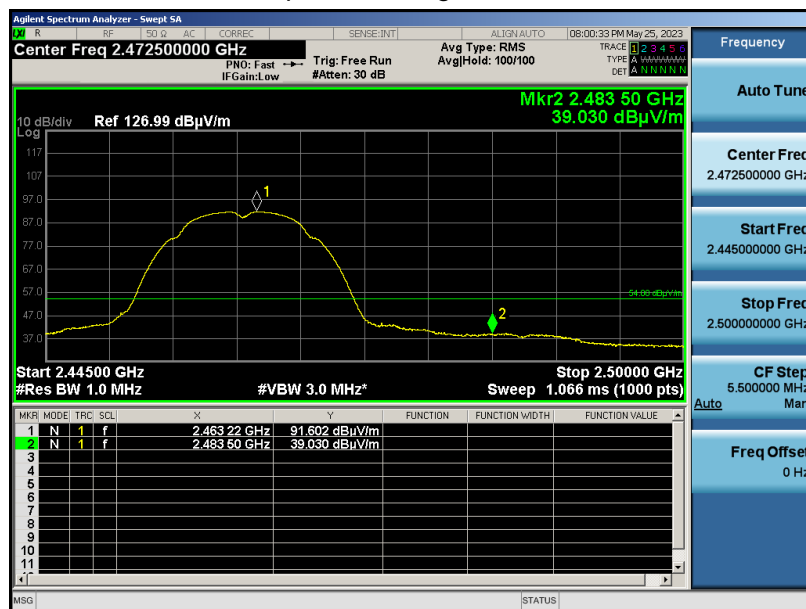 Agilent Spectrum Analyzer - Swept SA
LXI R RF 50 Ω AC CORREC SENSE:INT ALIGN AUTO 08:00:33 PM May 25, 2023
Center Freq 2.472500000 GHz
PNO: Fast
IFGain:Low
Trig: Free Run
#Atten: 30 dB
Avg Type: RMS
Avg|Hold: 100/100
TRACE 1 2 3 4 5 6
TYPE A WWWWW
DET A N N N N N
Mkr2 2.483 50 GHz
39.030 dBµV/m
10 dB/div Ref 126.99 dBµV/m
Log
117
107
97.0
87.0
77.0
67.0
57.0
47.0
37.0
1
2
54.00 dBµV/m
Start 2.44500 GHz Stop 2.50000 GHz
#Res BW 1.0 MHz #VBW 3.0 MHz* Sweep 1.066 ms (1000 pts)
MKR MODE TRC SCL X Y FUNCTION FUNCTION WIDTH FUNCTION VALUE
1 N 1 f 2.463 22 GHz 91.602 dBµV/m
2 N 1 f 2.483 50 GHz 39.030 dBµV/m
3
4
5
6
7
8
9
10
11
MSG STATUS
Frequency
Auto Tune
Center Freq
2.472500000 GHz
Start Freq
2.445000000 GHz
Stop Freq
2.500000000 GHz
CF Step
5.500000 MHz
Auto Man
Freq Offset
0 Hz